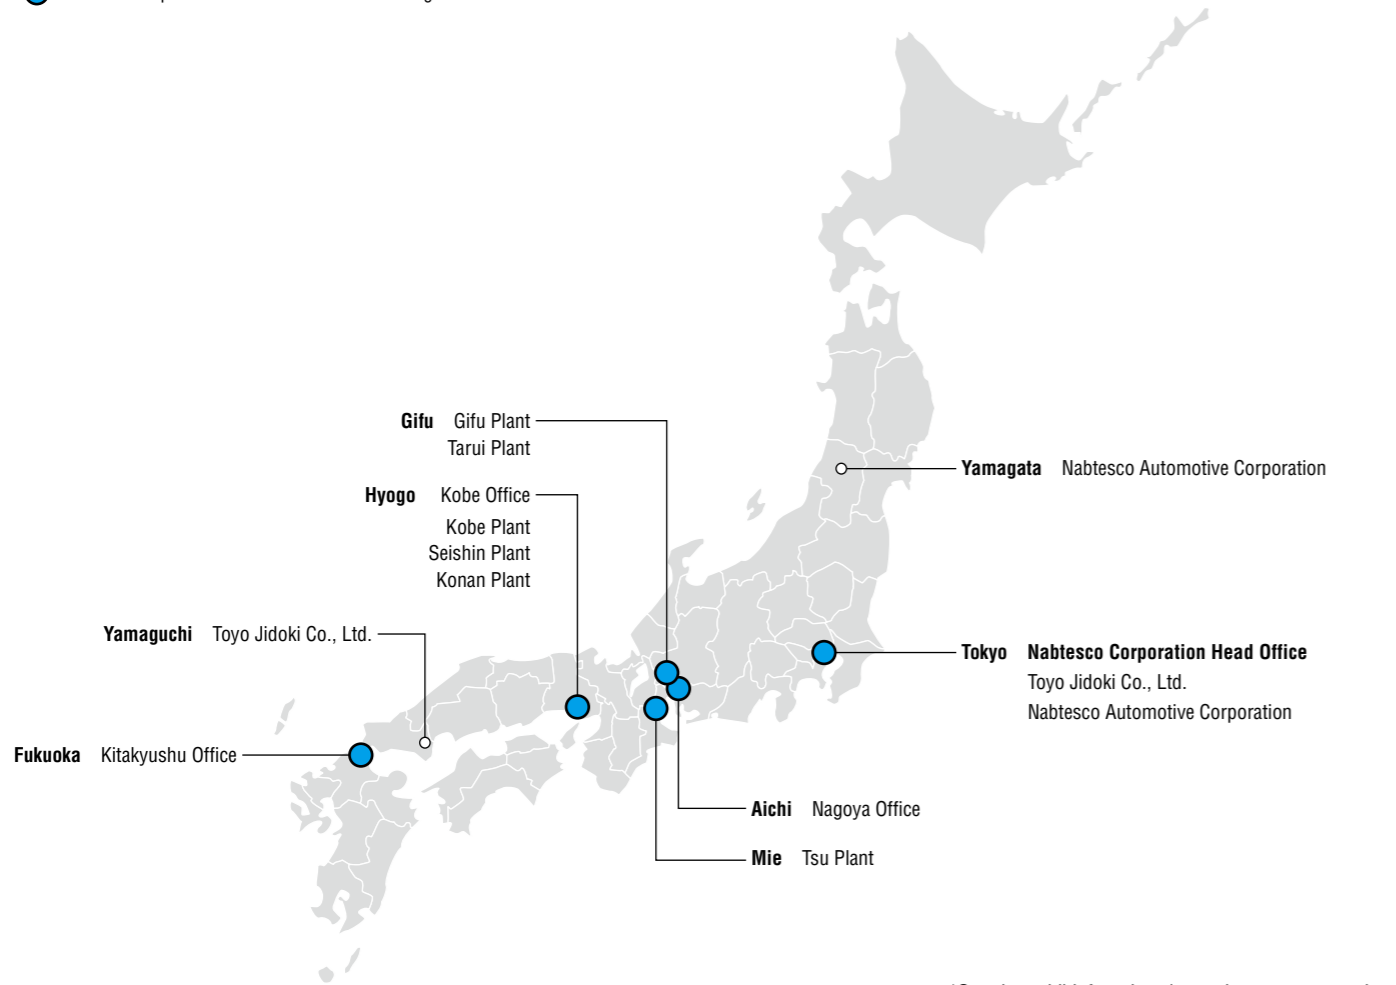 Gifu Gifu Plant
Tarui Plant
Hyogo Kobe Office
Kobe Plant
Seishin Plant
Konan Plant
Yamagata Nabtesco Automotive Corporation
Yamaguchi Toyo Jidoki Co., Ltd.
Tokyo Nabtesco Corporation Head Office
Toyo Jidoki Co., Ltd.
Nabtesco Automotive Corporation
Fukuoka Kitakyushu Office
Aichi Nagoya Office
Mie Tsu Plant